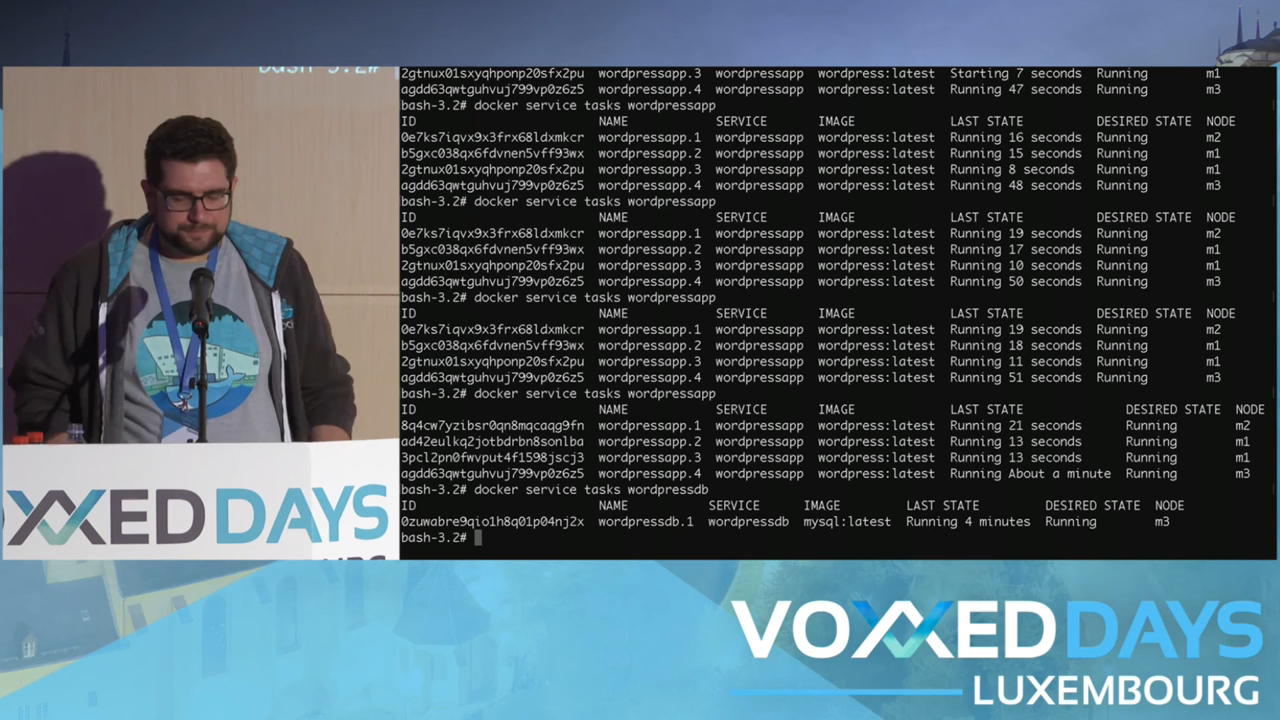 bash-3.2#
2gtnux01sxyqhponp20sfx2pu wordpressapp.3 wordpressapp wordpress:latest Starting 7 seconds Running m1
agdd63qwtguhvuj799vp0z6z5 wordpressapp.4 wordpressapp wordpress:latest Running 47 seconds Running m3
bash-3.2# docker service tasks wordpressapp
ID NAME SERVICE IMAGE LAST STATE DESIRED STATE NODE
0e7ks7iqvx9x3frx68ldxmkcr wordpressapp.1 wordpressapp wordpress:latest Running 16 seconds Running m2
b5gxc038qx6fdvnen5vff93wx wordpressapp.2 wordpressapp wordpress:latest Running 15 seconds Running m1
2gtnux01sxyqhponp20sfx2pu wordpressapp.3 wordpressapp wordpress:latest Running 8 seconds Running m1
agdd63qwtguhvuj799vp0z6z5 wordpressapp.4 wordpressapp wordpress:latest Running 48 seconds Running m3
bash-3.2# docker service tasks wordpressapp
ID NAME SERVICE IMAGE LAST STATE DESIRED STATE NODE
0e7ks7iqvx9x3frx68ldxmkcr wordpressapp.1 wordpressapp wordpress:latest Running 19 seconds Running m2
b5gxc038qx6fdvnen5vff93wx wordpressapp.2 wordpressapp wordpress:latest Running 17 seconds Running m1
2gtnux01sxyqhponp20sfx2pu wordpressapp.3 wordpressapp wordpress:latest Running 10 seconds Running m1
agdd63qwtguhvuj799vp0z6z5 wordpressapp.4 wordpressapp wordpress:latest Running 50 seconds Running m3
bash-3.2# docker service tasks wordpressapp
ID NAME SERVICE IMAGE LAST STATE DESIRED STATE NODE
0e7ks7iqvx9x3frx68ldxmkcr wordpressapp.1 wordpressapp wordpress:latest Running 19 seconds Running m2
b5gxc038qx6fdvnen5vff93wx wordpressapp.2 wordpressapp wordpress:latest Running 18 seconds Running m1
2gtnux01sxyqhponp20sfx2pu wordpressapp.3 wordpressapp wordpress:latest Running 11 seconds Running m1
agdd63qwtguhvuj799vp0z6z5 wordpressapp.4 wordpressapp wordpress:latest Running 51 seconds Running m3
bash-3.2# docker service tasks wordpressapp
ID NAME SERVICE IMAGE LAST STATE DESIRED STATE NODE
8q4cw7yzibsr0qn8mqcaqg9fn wordpressapp.1 wordpressapp wordpress:latest Running 21 seconds Running m2
ad42eulkq2jotbdrbn8sonlba wordpressapp.2 wordpressapp wordpress:latest Running 13 seconds Running m1
3pcl2pn0fwvput4f1598jscj3 wordpressapp.3 wordpressapp wordpress:latest Running 13 seconds Running m1
agdd63qwtguhvuj799vp0z6z5 wordpressapp.4 wordpressapp wordpress:latest Running About a minute Running m3
bash-3.2# docker service tasks wordpressdb
ID NAME SERVICE IMAGE LAST STATE DESIRED STATE NODE
0zuwabre9qio1h8q01p04nj2x wordpressdb.1 wordpressdb mysql:latest Running 4 minutes Running m3
bash-3.2#
XXED DAYS
VOXXED DAYS
LUXEMBOURG